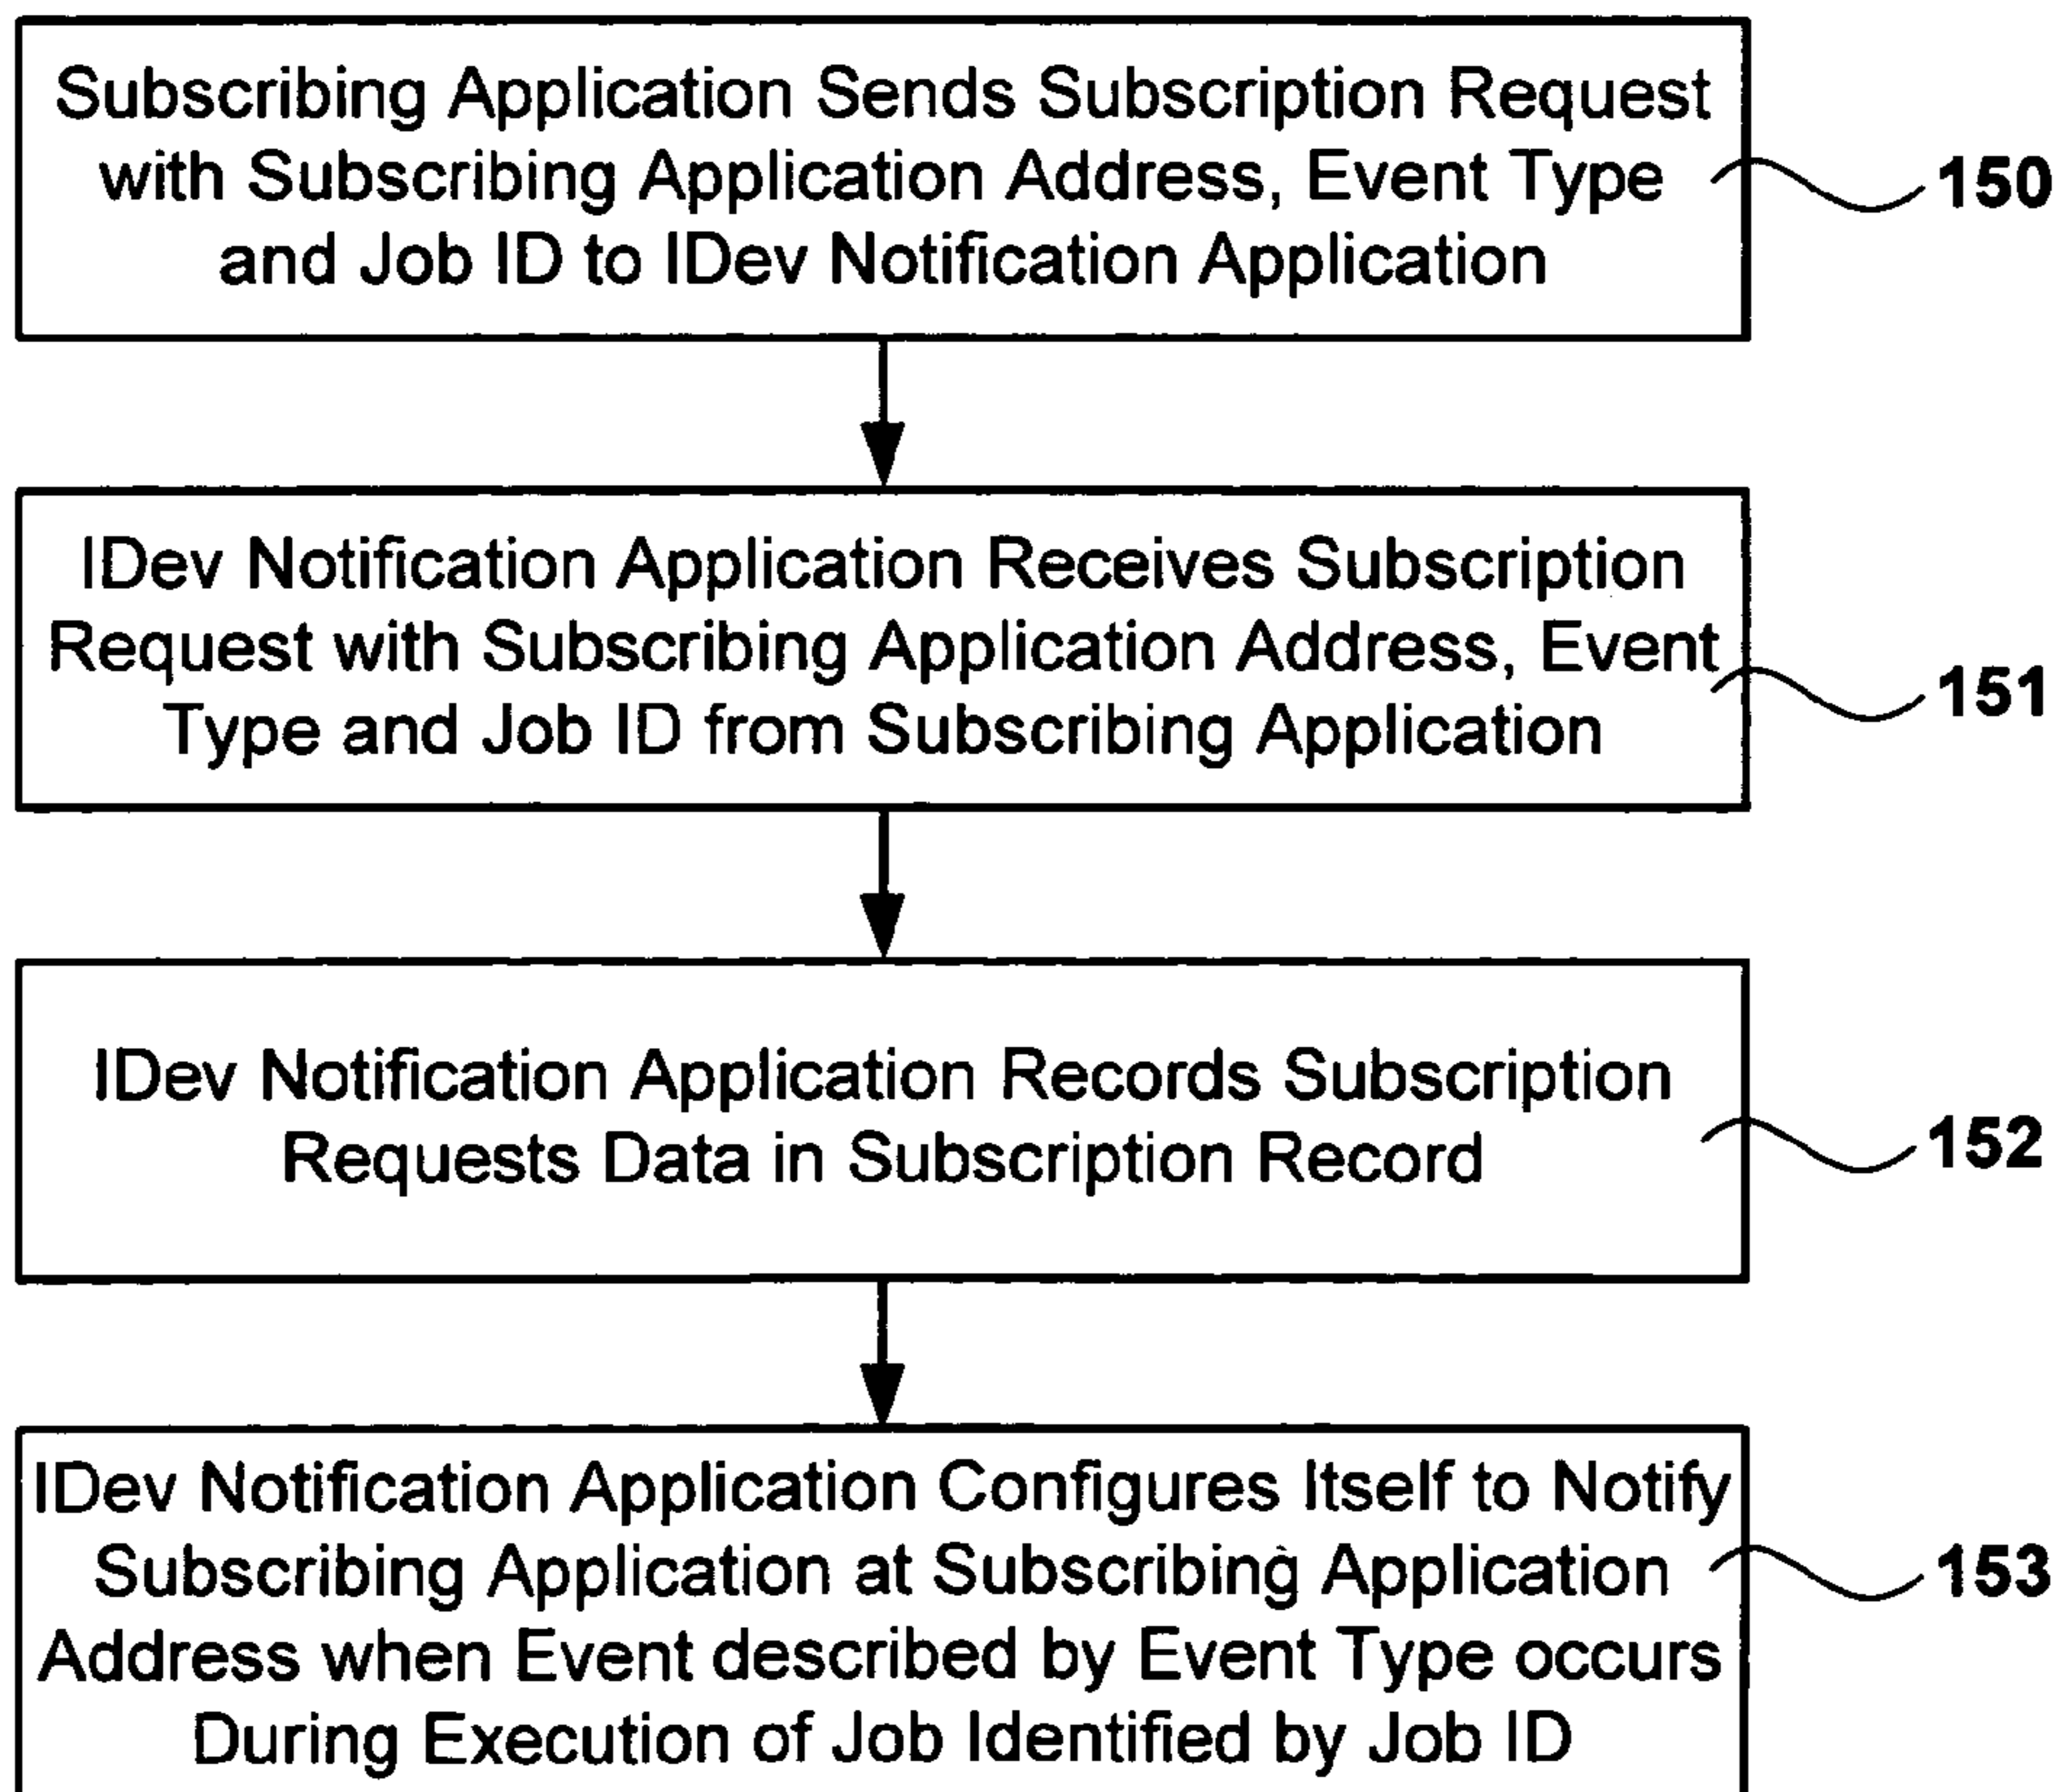 Subscribing Application Sends Subscription Request
with Subscribing Application Address, Event Type
and Job ID to IDev Notification Application
150
IDev Notification Application Receives Subscription
Request with Subscribing Application Address, Event
Type and Job ID from Subscribing Application
151
IDev Notification Application Records Subscription
Requests Data in Subscription Record
152
IDev Notification Application Configures Itself to Notify
Subscribing Application at Subscribing Application
Address when Event described by Event Type occurs
During Execution of Job Identified by Job ID
153